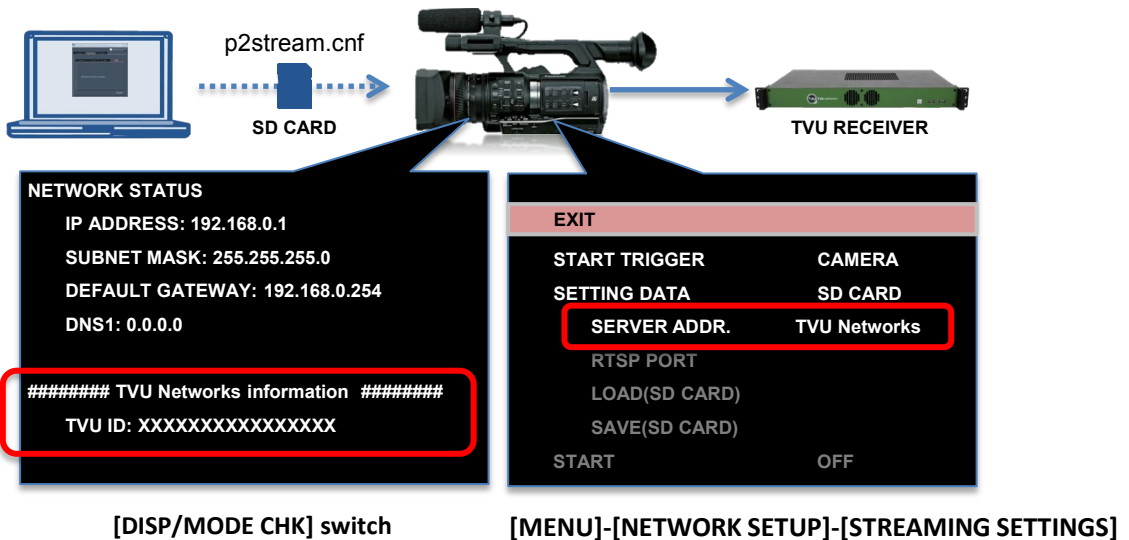 p2stream.cnf
SD CARD
TVU RECEIVER
NETWORK STATUS
IP ADDRESS: 192.168.0.1
SUBNET MASK: 255.255.255.0
DEFAULT GATEWAY: 192.168.0.254
DNS1: 0.0.0.0
######## TVU Networks information ########
TVU ID: XXXXXXXXXXXXXXXX
[DISP/MODE CHK] switch
EXIT
START TRIGGER CAMERA
SETTING DATA SD CARD
SERVER ADDR. TVU Networks
RTSP PORT
LOAD(SD CARD)
SAVE(SD CARD)
START OFF
[MENU]-[NETWORK SETUP]-[STREAMING SETTINGS]